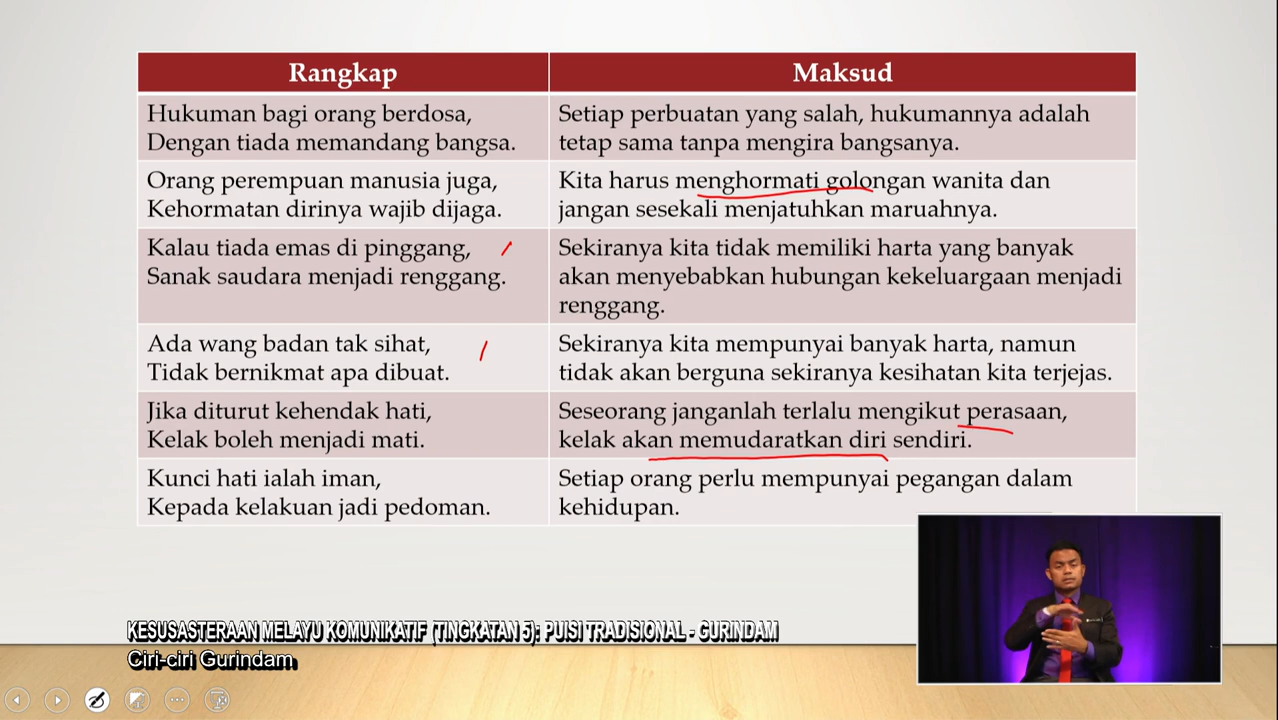 Rangkap
Maksud
Hukuman bagi orang berdosa,
Dengan tiada memandang bangsa.
Setiap perbuatan yang salah, hukumannya adalah
tetap sama tanpa mengira bangsanya.
Orang perempuan manusia juga,
Kehormatan dirinya wajib dijaga.
Kita harus menghormati golongan wanita dan
jangan sesekali menjatuhkan maruahnya.
Kalau tiada emas di pinggang,
Sanak saudara menjadi renggang.
Sekiranya kita tidak memiliki harta yang banyak
akan menyebabkan hubungan kekeluargaan menjadi
renggang.
Ada wang badan tak sihat,
Tidak bernikmat apa dibuat.
Sekiranya kita mempunyai banyak harta, namun
tidak akan berguna sekiranya kesihatan kita terjejas.
Jika diturut kehendak hati,
Kelak boleh menjadi mati.
Seseorang janganlah terlalu mengikut perasaan,
kelak akan memudaratkan diri sendiri.
Kunci hati ialah iman,
Kepada kelakuan jadi pedoman.
Setiap orang perlu mempunyai pegangan dalam
kehidupan.
KESUSASTERAAN MELAYU KOMUNIKATIF (TINGKATAN 5): PUISI TRADISIONAL - GURINDAM
Ciri-ciri Gurindam